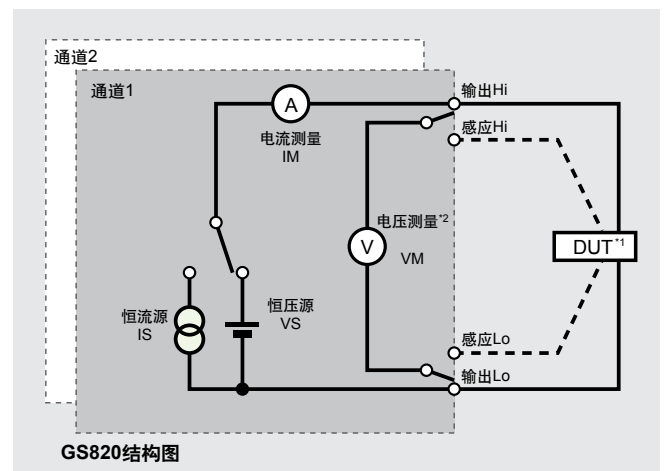 通道2
通道1
输出Hi
A
感应Hi
电流测量
IM
电压测量*2
V
VM
DUT*1
恒流源
IS
恒压源
VS
感应Lo
输出Lo
GS820结构图